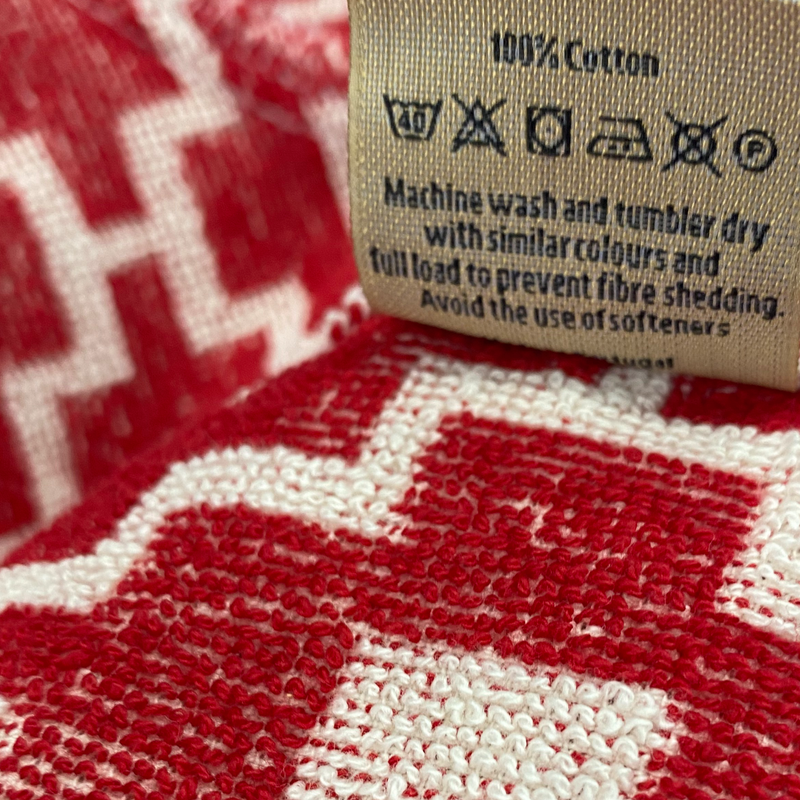 100% Cotton
40
P
Machine wash and tumbler dry
with similar colours and
full load to prevent fibre shedding.
Avoid the use of softeners